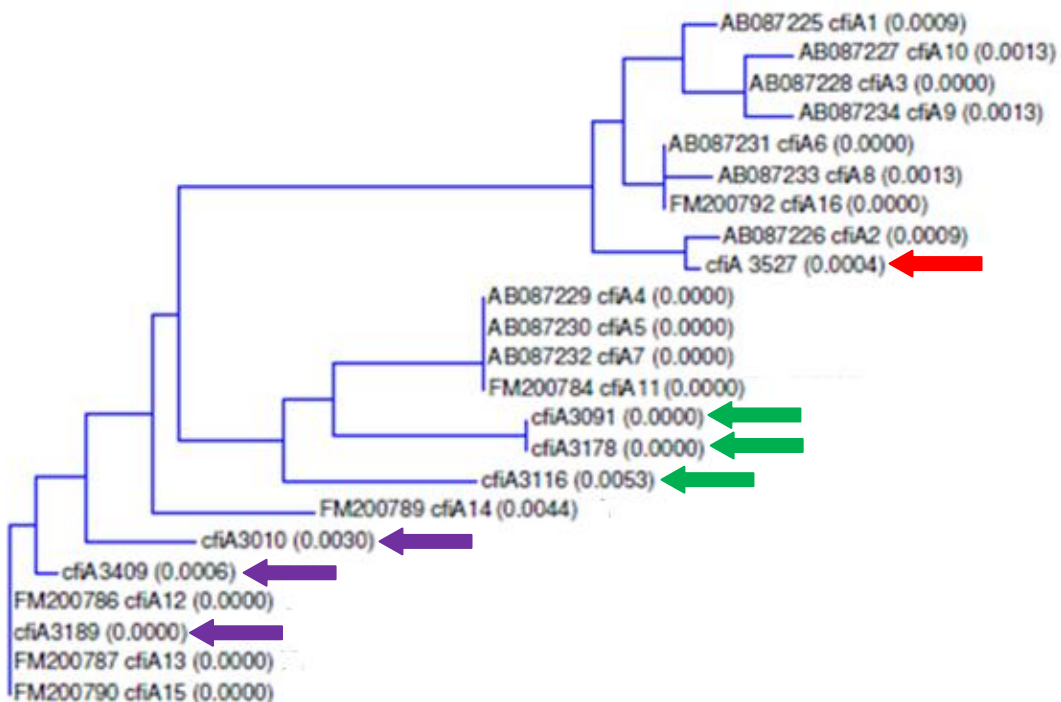 AB087225 cfiA1 (0.0009)
AB087227 cfiA10 (0.0013)
AB087228 cfiA3 (0.0000)
AB087234 cfiA9 (0.0013)
AB087231 cfiA6 (0.0000)
AB087233 cfiA8 (0.0013)
FM200792 cfiA16 (0.0000)
AB087226 cfiA2 (0.0009)
cfiA 3527 (0.0004)
AB087229 cfiA4 (0.0000)
AB087230 cfiA5 (0.0000)
AB087232 cfiA7 (0.0000)
FM200784 cfiA11 (0.0000)
cfiA3091 (0.0000)
cfiA3178 (0.0000)
cfiA3116 (0.0053)
FM200789 cfiA14 (0.0044)
cfiA3010 (0.0030)
cfiA3409 (0.0006)
FM200786 cfiA12 (0.0000)
cfiA3189 (0.0000)
FM200787 cfiA13 (0.0000)
FM200790 cfiA15 (0.0000)